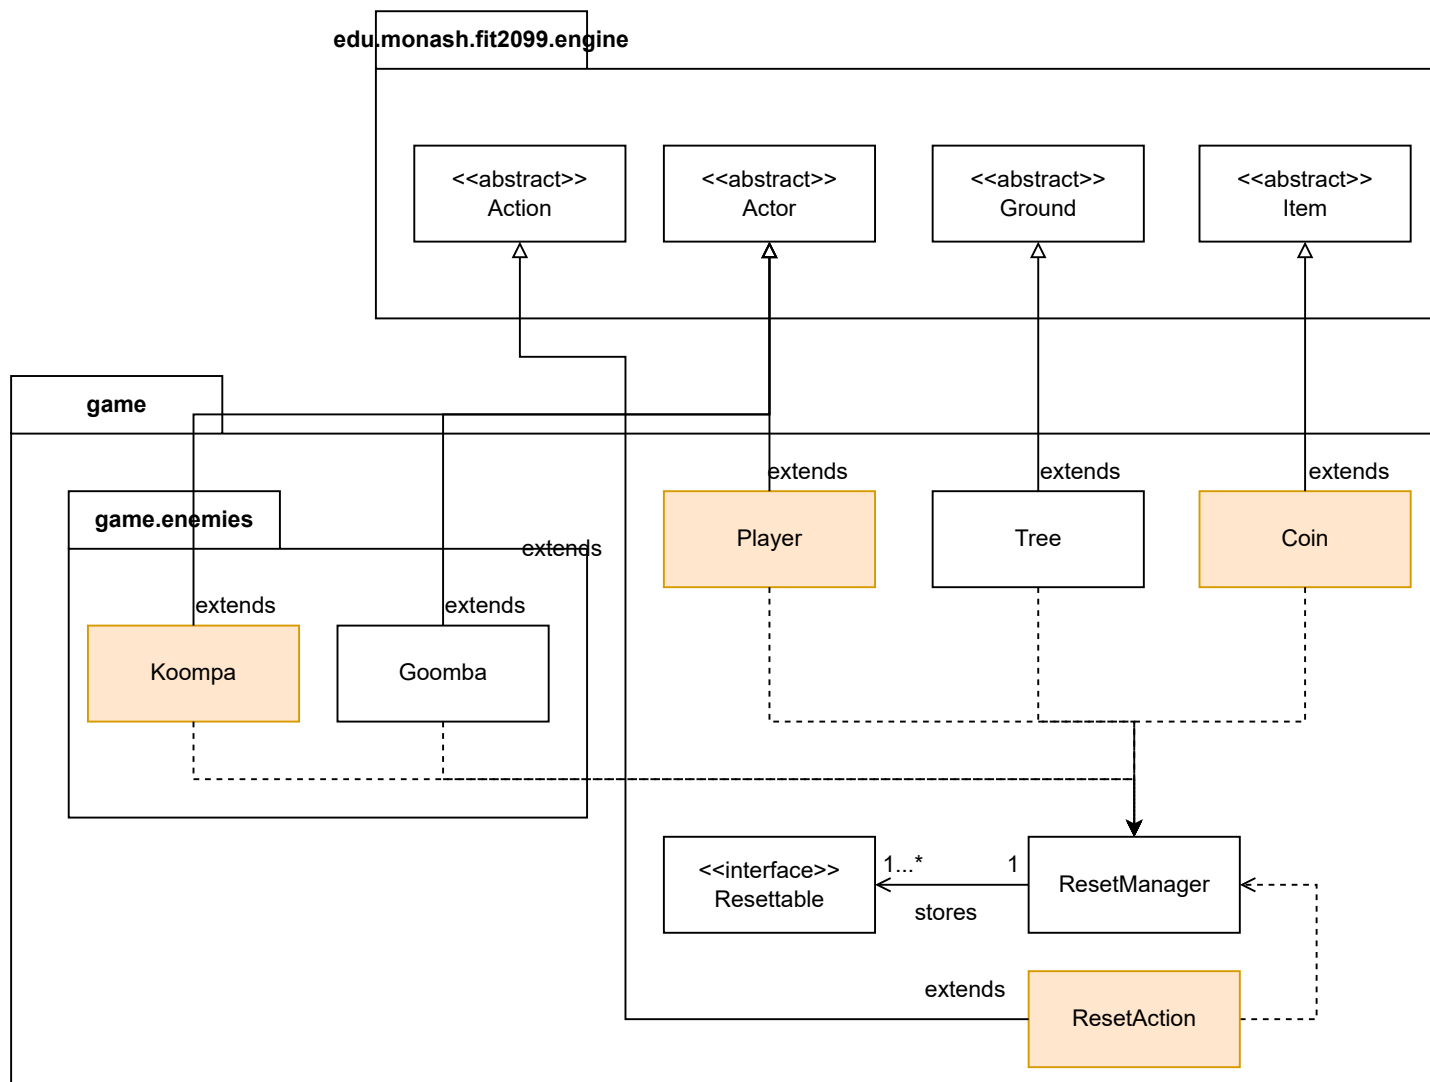 edu.monash.fit2099.engine
<<abstract>>
Action
<<abstract>>
Actor
<<abstract>>
Ground
<<abstract>>
Item
game
extends
extends
extends
game.enemies
Player
Tree
Coin
extends
extends
extends
Koompa
Goomba
<<interface>>
Resettable
1...*
1
stores
ResetManager
extends
ResetAction